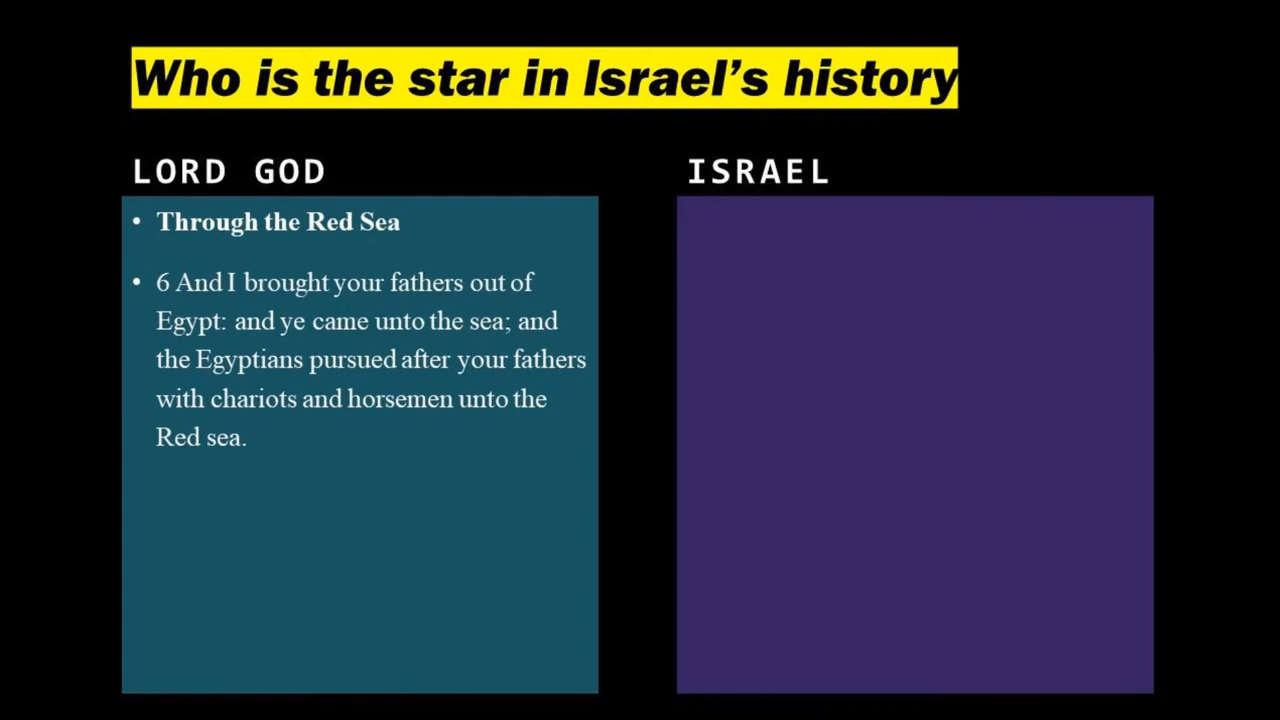 Who is the star in Israel’s history
LORD GOD
• Through the Red Sea
• 6 And I brought your fathers out of
Egypt: and ye came unto the sea; and
the Egyptians pursued after your fathers
with chariots and horsemen unto the
Red sea.
ISRAEL